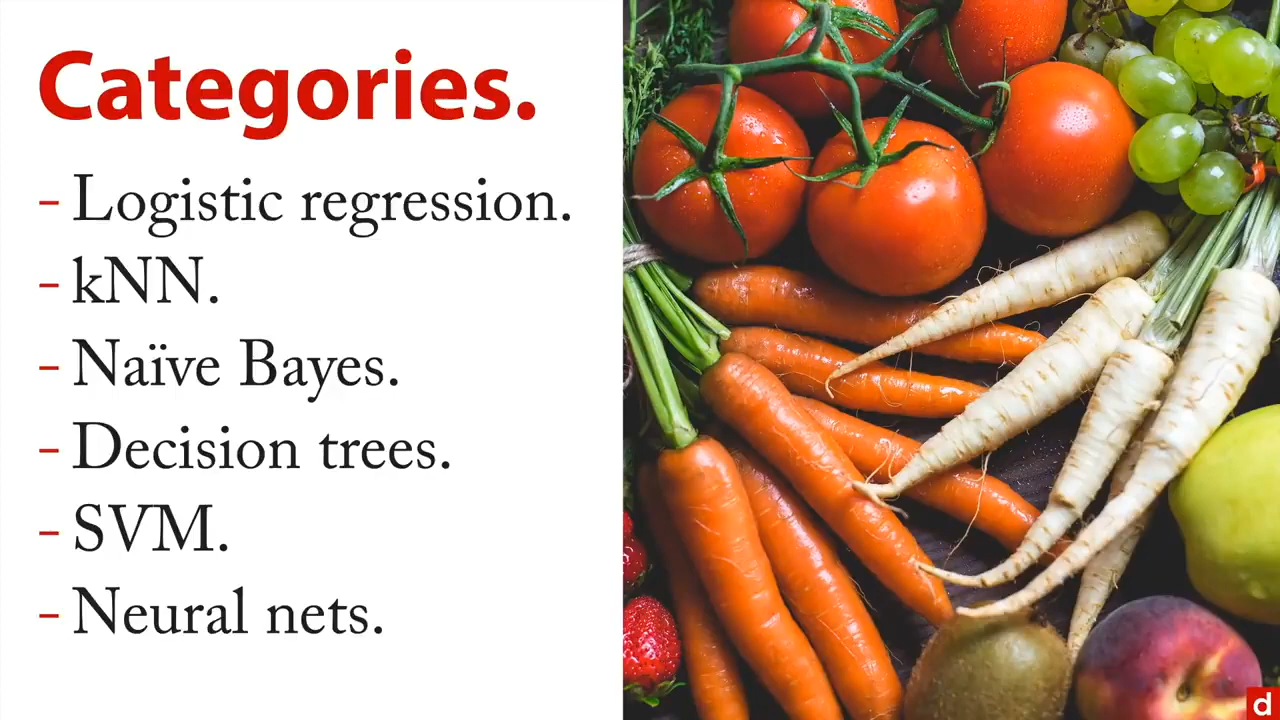 Categories.
- Logistic regression.
- kNN.
- Naïve Bayes.
- Decision trees.
- SVM.
- Neural nets.
d